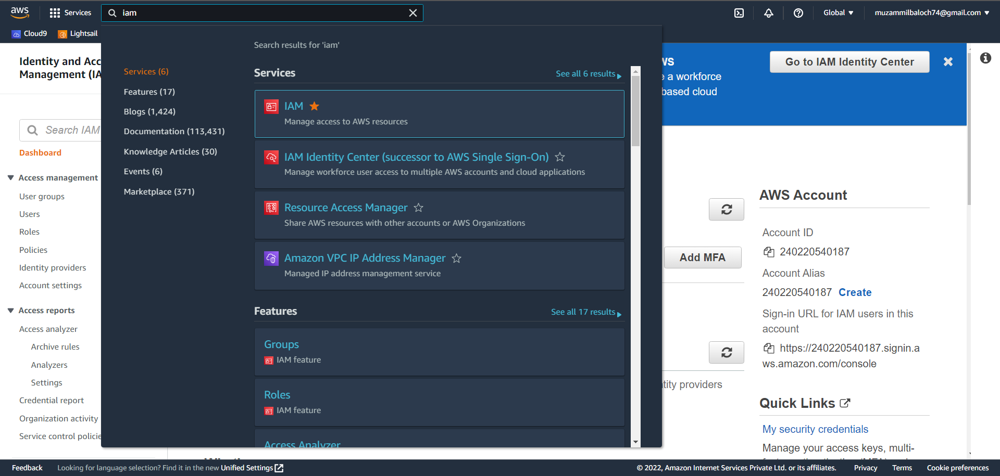 aws
Services
iam
Global
muzammilbaloch74@gmail.com
Cloud9
Lightsail
Identity and Acc
Management (IA
Search IAM
Dashboard
Access management
User groups
Users
Roles
Policies
Identity providers
Account settings
Access reports
Access analyzer
Archive rules
Analyzers
Settings
Credential report
Organization activity
Service control policie
Search results for 'iam'
Services (6)
Features (17)
Blogs (1,424)
Documentation (113,431)
Knowledge Articles (30)
Events (6)
Marketplace (371)
Services
See all 6 results
IAM
Manage access to AWS resources
IAM Identity Center (successor to AWS Single Sign-On)
Manage workforce user access to multiple AWS accounts and cloud applications
Resource Access Manager
Share AWS resources with other accounts or AWS Organizations
Amazon VPC IP Address Manager
Managed IP address management service
Features
See all 17 results
Groups
IAM feature
Roles
IAM feature
Access Analyzer
WS
e a workforce
based cloud
Go to IAM Identity Center
Add MFA
tity providers
AWS Account
Account ID
240220540187
Account Alias
240220540187 Create
Sign-in URL for IAM users in this
account
https://240220540187.signin.a
ws.amazon.com/console
Quick Links
My security credentials
Manage your access keys, multi-
Feedback
Looking for language selection? Find it in the new Unified Settings
© 2022, Amazon Internet Services Private Ltd. or its affiliates.
Privacy
Terms
Cookie preferences